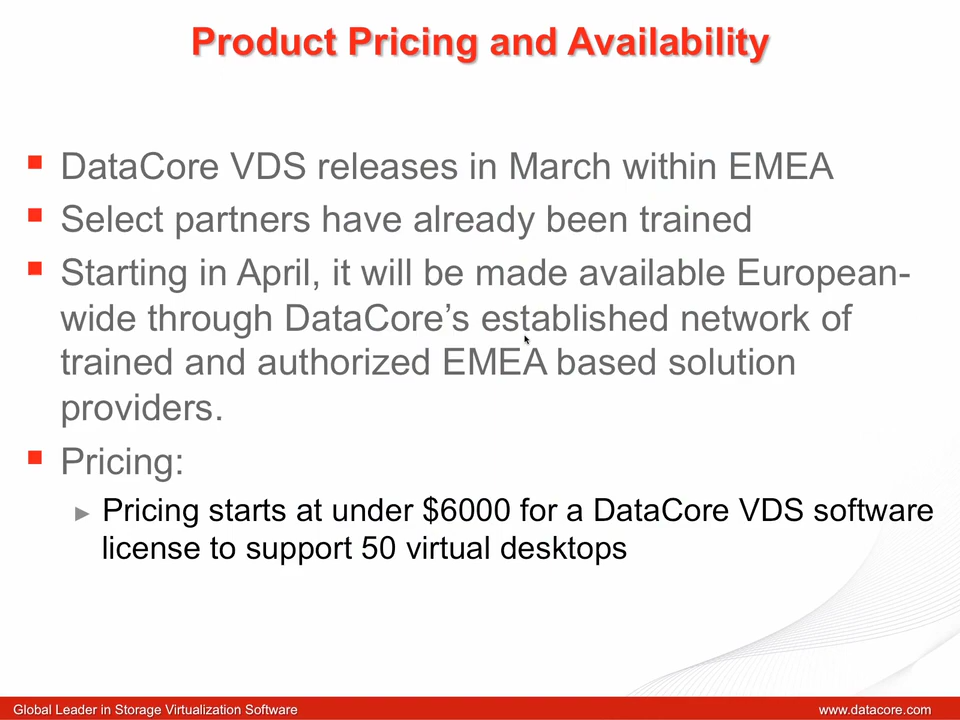 Product Pricing and Availability
DataCore VDS releases in March within EMEA
Select partners have already been trained
Starting in April, it will be made available European-
wide through DataCore’s established network of
trained and authorized EMEA based solution
providers.
Pricing:
Pricing starts at under $6000 for a DataCore VDS software
license to support 50 virtual desktops
Global Leader in Storage Virtualization Software
www.datacore.com